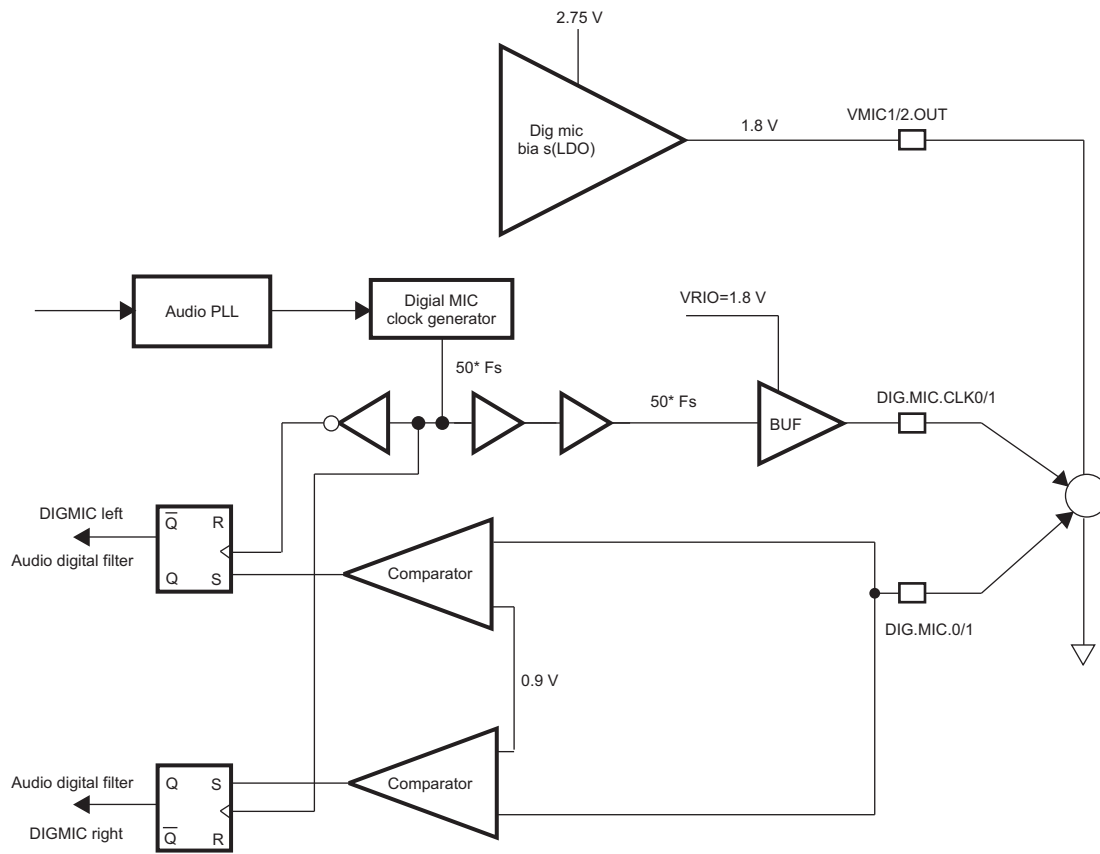 2.75 V
Dig mic
bia s(LDO)
1.8 V
VMIC1/2.OUT
Audio PLL
Digial MIC
clock generator
VRIO=1.8 V
50* Fs
50* Fs
BUF
DIG.MIC.CLK0/1
DIGMIC left
Audio digital filter
Q̅ R
Q S
Comparator
DIG.MIC.0/1
0.9 V
Audio digital filter
DIGMIC right
Q S
Q̅ R
Comparator